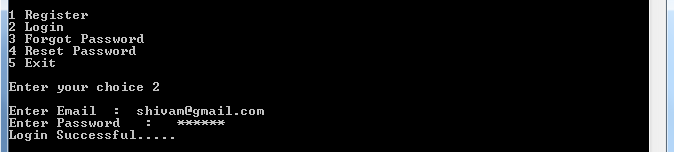 1 Register
2 Login
3 Forgot Password
4 Reset Password
5 Exit
Enter your choice 2
Enter Email  :  shivam@gmail.com
Enter Password   :   ******
Login Successful.....